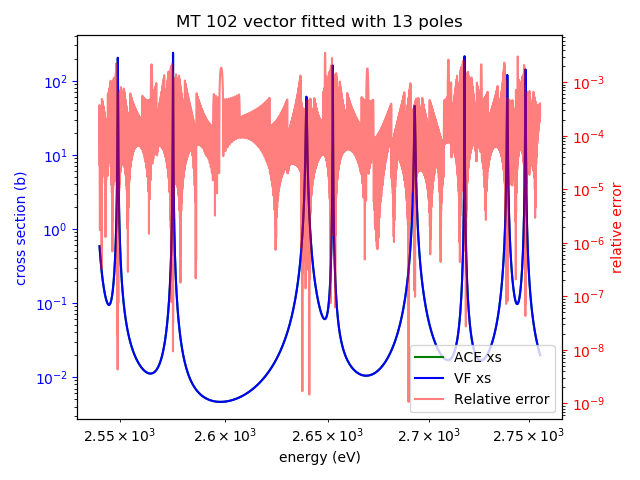 MT 102 vector fitted with 13 poles
10²
10¹
10⁰
10⁻¹
10⁻²
cross section (b)
10⁻³
10⁻⁴
10⁻⁵
10⁻⁶
10⁻⁷
10⁻⁸
10⁻⁹
relative error
ACE xs
VF xs
Relative error
2.55 × 10³ 2.6 × 10³ 2.65 × 10³ 2.7 × 10³ 2.75 × 10³
energy (eV)